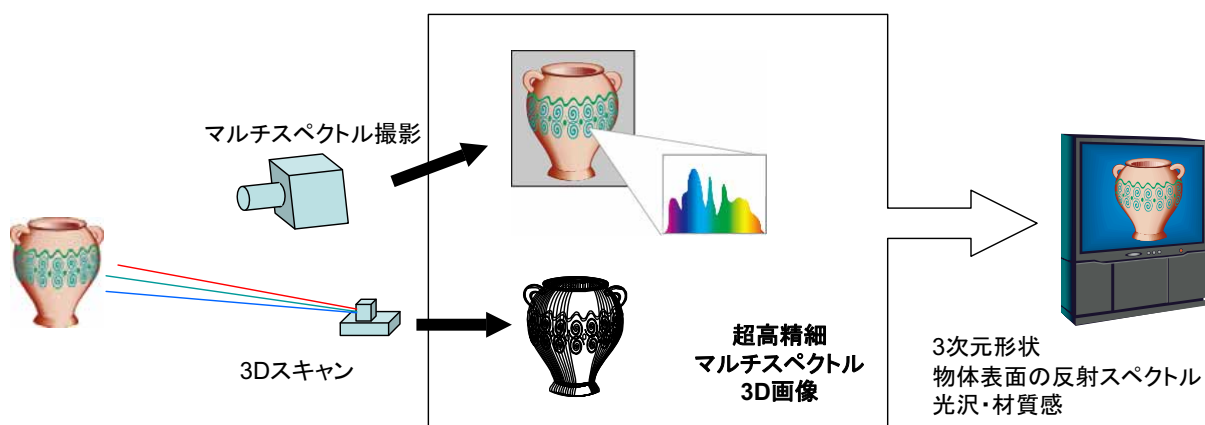 マルチスペクトル撮影
3Dスキャン
超高精細
マルチスペクトル
3D画像
3次元形状
物体表面の反射スペクトル
光沢・材質感